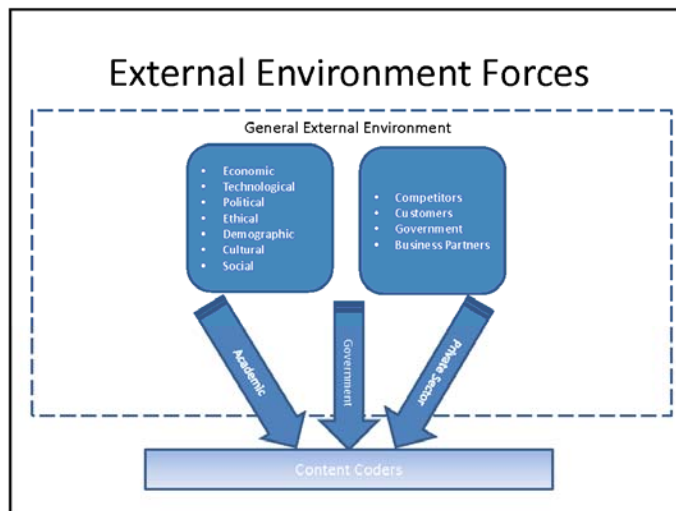 External Environment Forces
General External Environment
• Economic
• Technological
• Political
• Ethical
• Demographic
• Cultural
• Social
• Competitors
• Customers
• Government
• Business Partners
Academic
Government
Private Sector
Content Coders